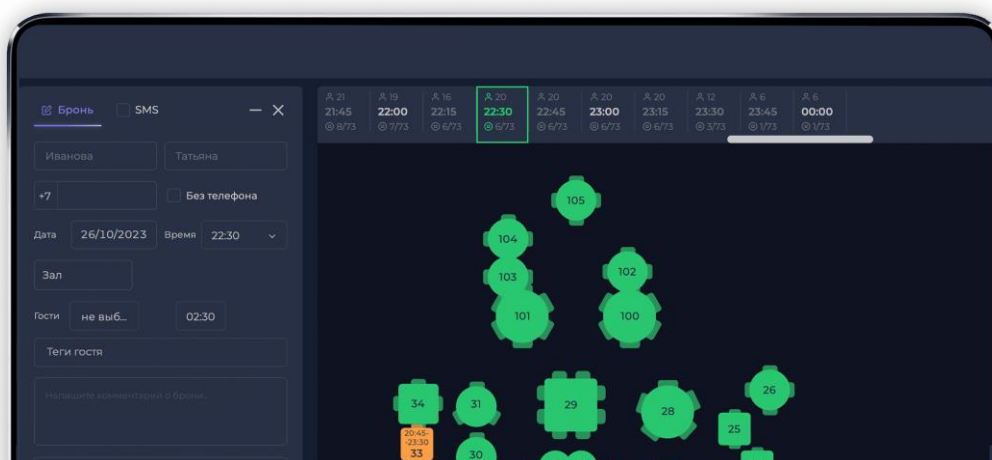 Бронь SMS
Иванова Татьяна
+7 Без телефона
Дата 26/10/2023 Время 22:30
Зал
Гости не выб... 02:30
Теги гостя
Напишите комментарий о брони...
21 19 16 20 20 20 20 12 6 6
21:45 22:00 22:15 22:30 22:45 23:00 23:15 23:30 23:45 00:00
8/73 7/73 6/73 6/73 6/73 6/73 6/73 3/73 1/73 1/73
105
104
103 102
101 100
26
34 31 29 28
25
20:45-
-23:30
33 30